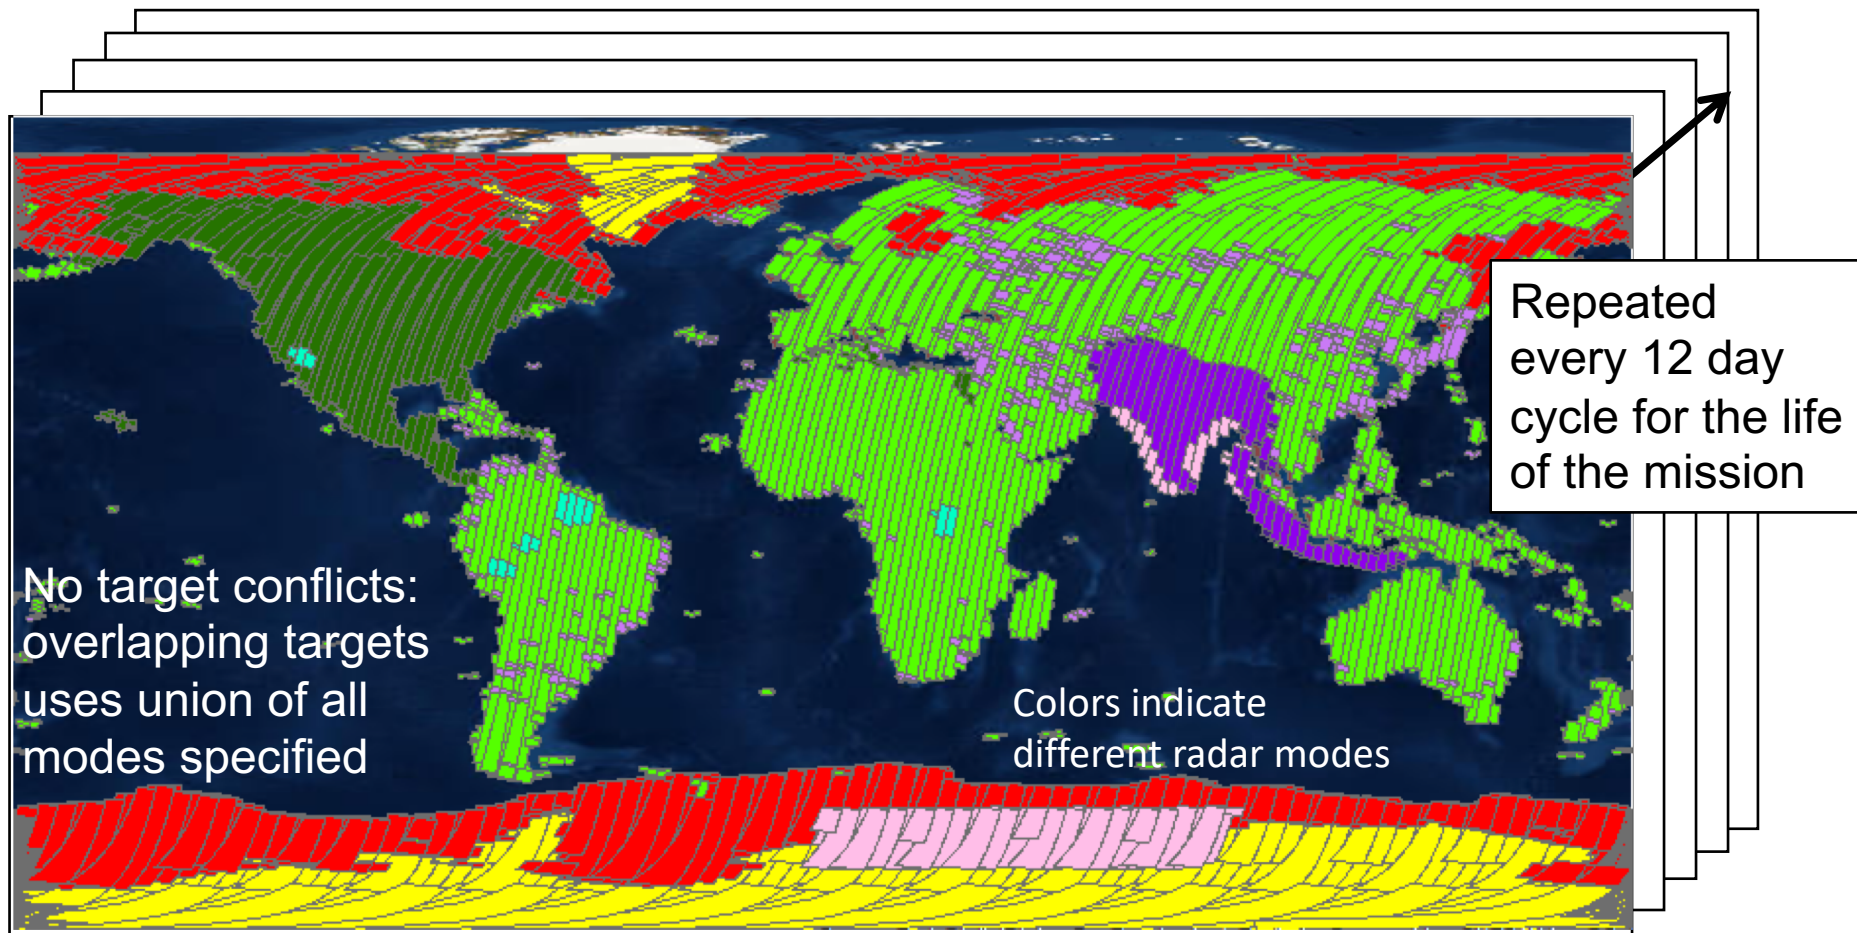 Repeated
every 12 day
cycle for the life
of the mission
No target conflicts:
overlapping targets
uses union of all
modes specified
Colors indicate
different radar modes